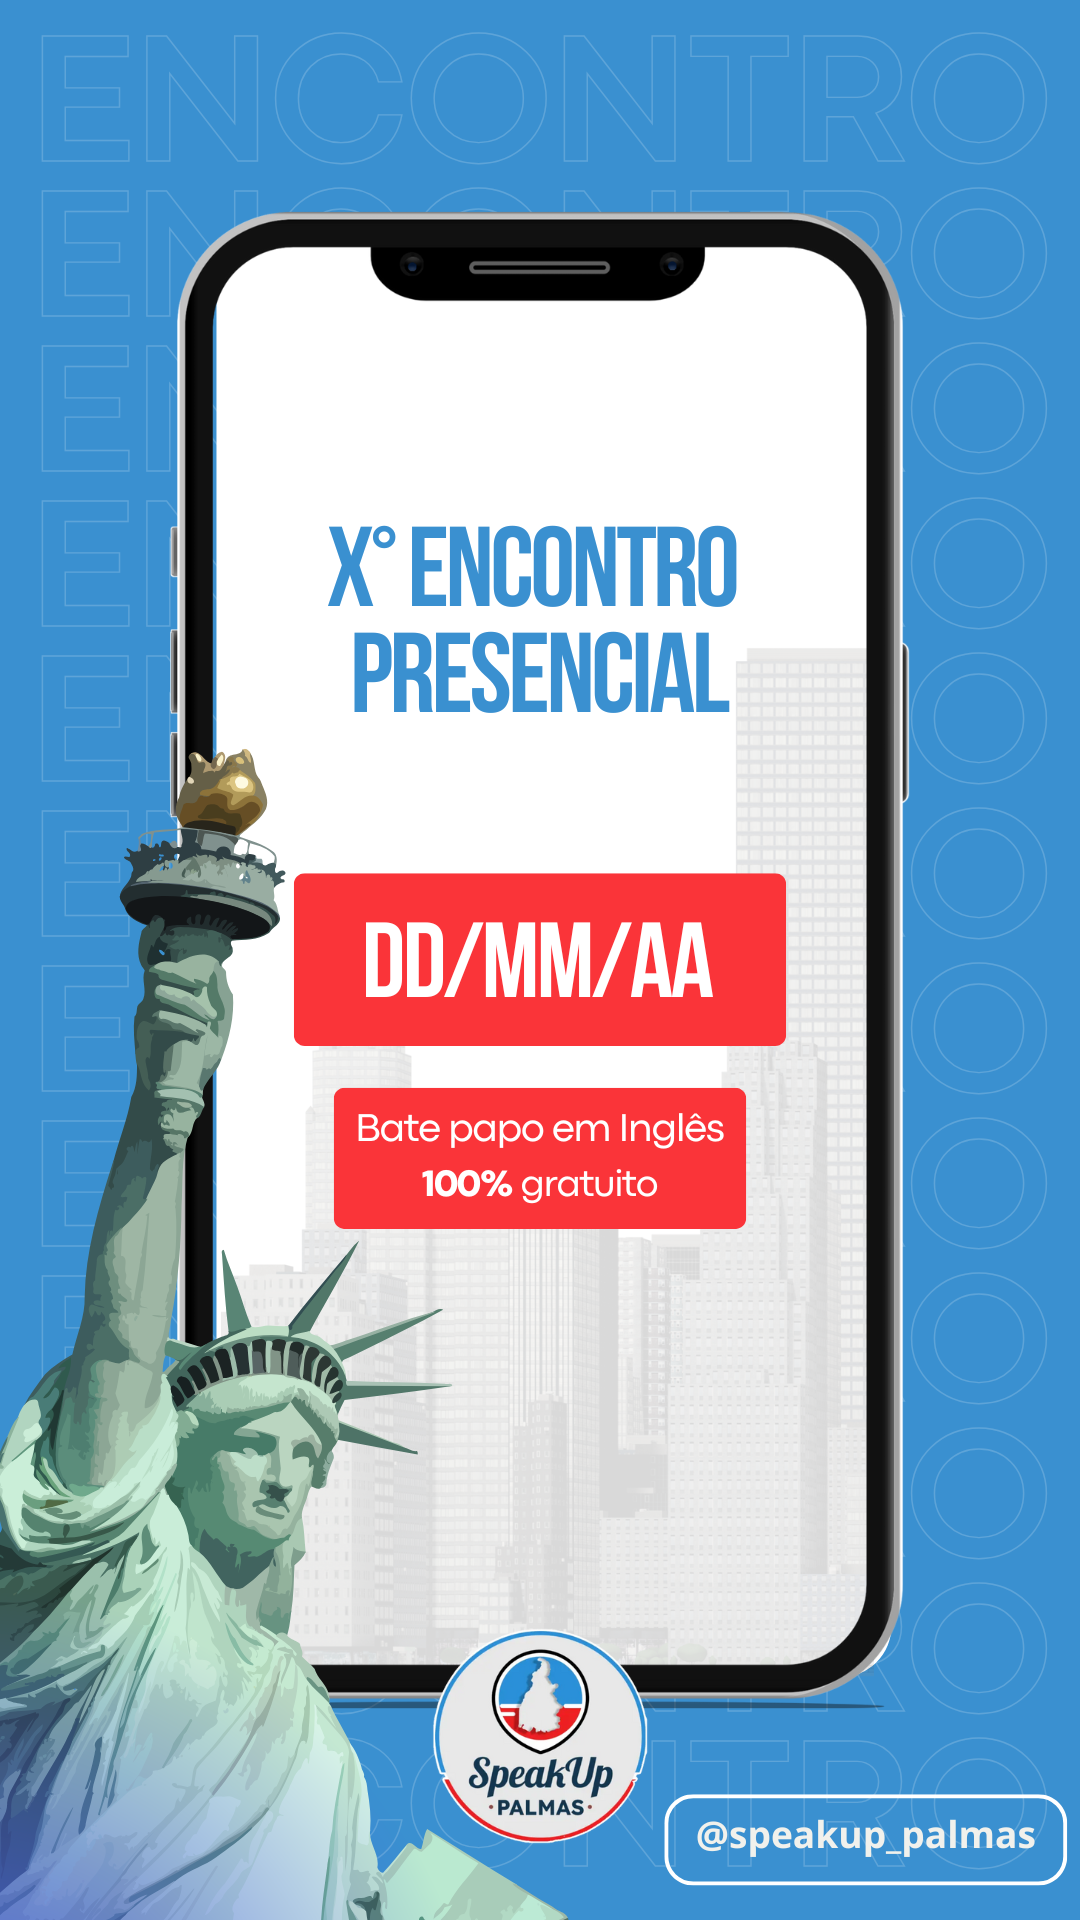 ENCONTRO
X° ENCONTRO
PRESENCIAL
DD/MM/AA
Bate papo em Inglês
100% gratuito
SpeakUp
·PALMAS·
@speakup_palmas